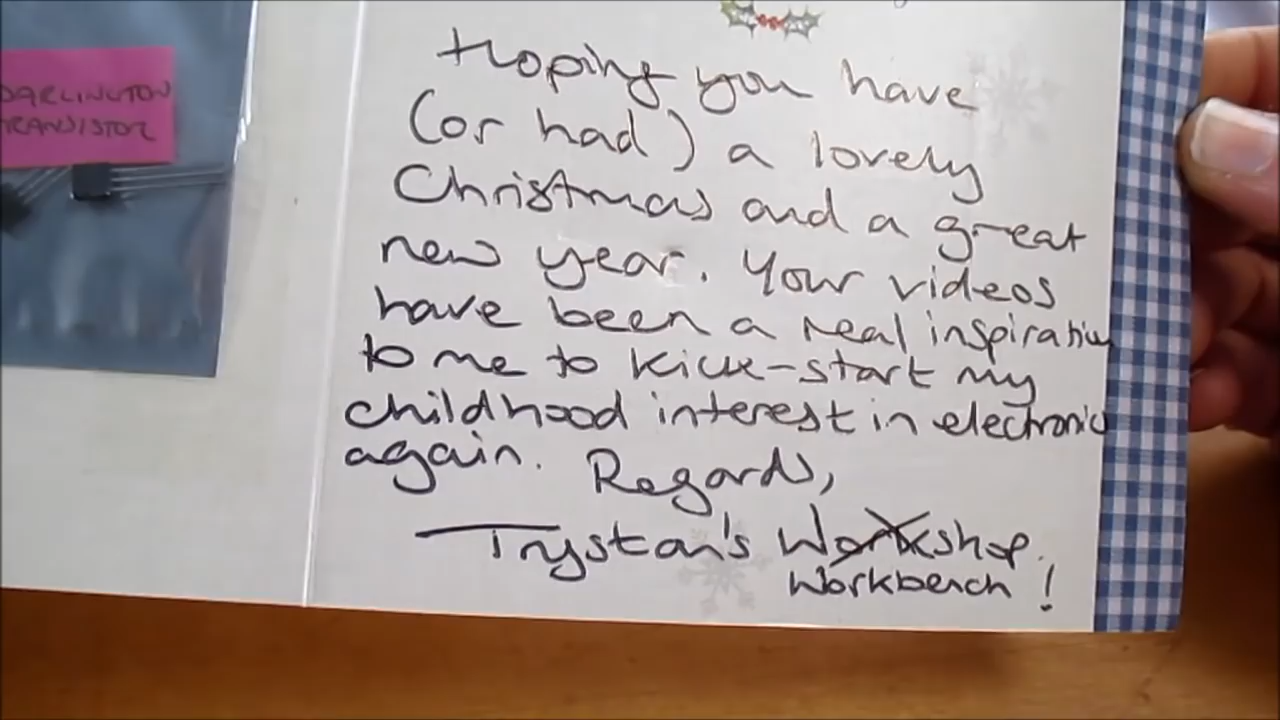 DARLINGTON
TRANSISTOR
Hoping you have
(or had) a lovely
Christmas and a great
new year. Your videos
have been a real inspiration
to me to kick-start my
childhood interest in electronics
again. Regards,
Trystan's Workshop.
Workbench!